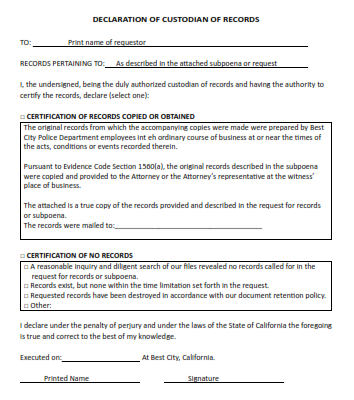 DECLARATION OF CUSTODIAN OF RECORDS
TO: Print name of requestor
RECORDS PERTAINING TO: As described in the attached subpoena or request
I, the undersigned, being the duly authorized custodian of records and having the authority to
certify the records, declare (select one):
□ CERTIFICATION OF RECORDS COPIED OR OBTAINED
The original records from which the accompanying copies were made were prepared by Best
City Police Department employees int eh ordinary course of business at or near the times of
the acts, conditions or events recorded therein.
Pursuant to Evidence Code Section 1560(a), the original records described in the subpoena
were copied and provided to the Attorney or the Attorney's representative at the witness'
place of business.
The attached is a true copy of the records provided and described in the request for records
or subpoena.
The records were mailed to:
□ CERTIFICATION OF NO RECORDS
□ A reasonable inquiry and diligent search of our files revealed no records called for in the
request for records or subpoena.
□ Records exist, but none within the time limitation set forth in the request.
□ Requested records have been destroyed in accordance with our document retention policy.
□ Other:
I declare under the penalty of perjury and under the laws of the State of California the foregoing
is true and correct to the best of my knowledge.
Executed on: At Best City, California.
Printed Name Signature